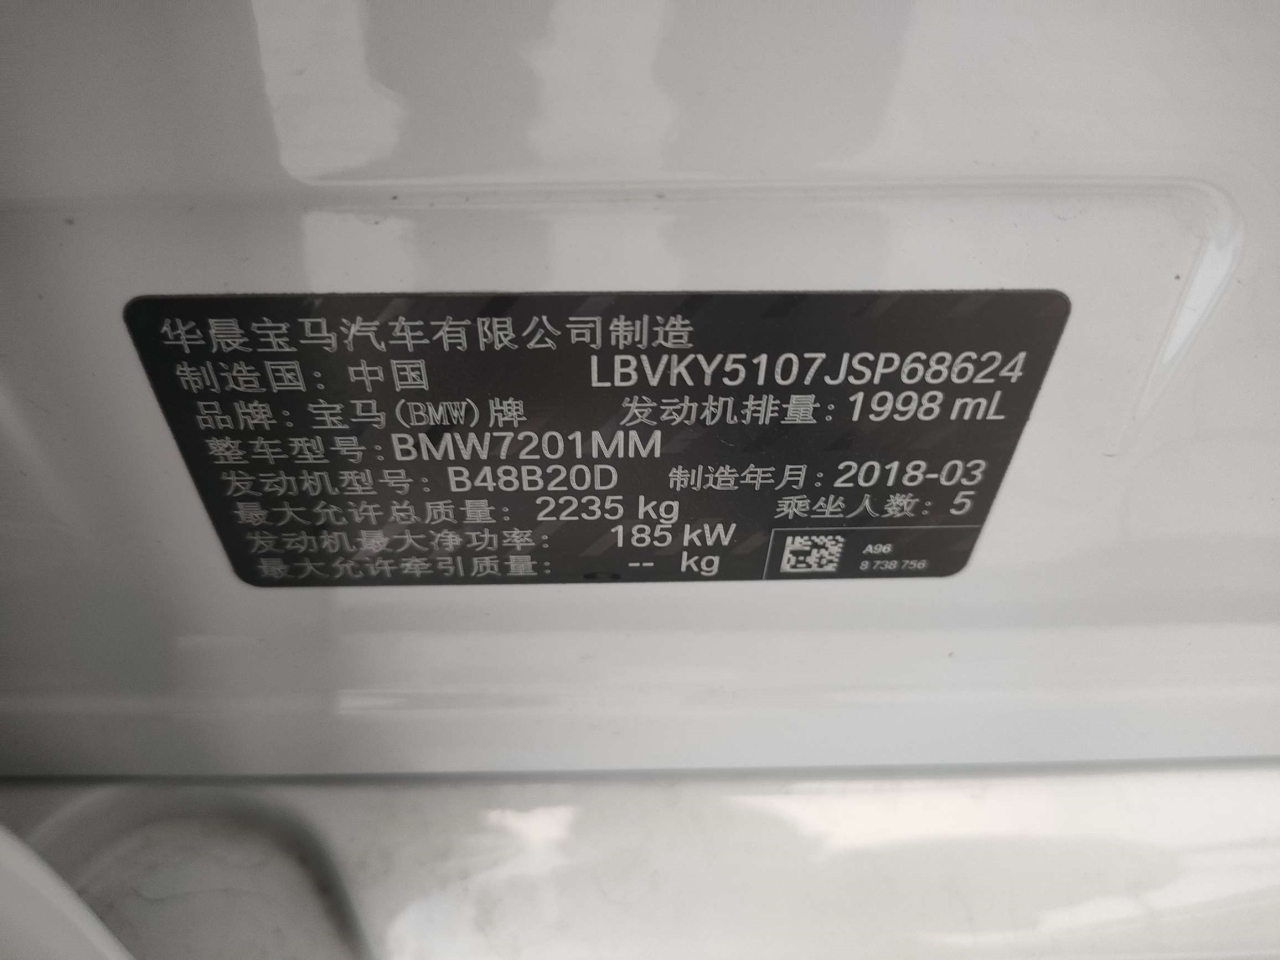 华晨宝马汽车有限公司制造
制造国：中国 LBVKY5107JSP68624
品牌：宝马(BMW)牌 发动机排量：1998 mL
整车型号：BMW7201MM
发动机型号：B48B20D 制造年月：2018-03
最大允许总质量：2235 kg 乘坐人数：5
发动机最大净功率：185 kW
最大允许牵引质量：-- kg
A96
8 738 756